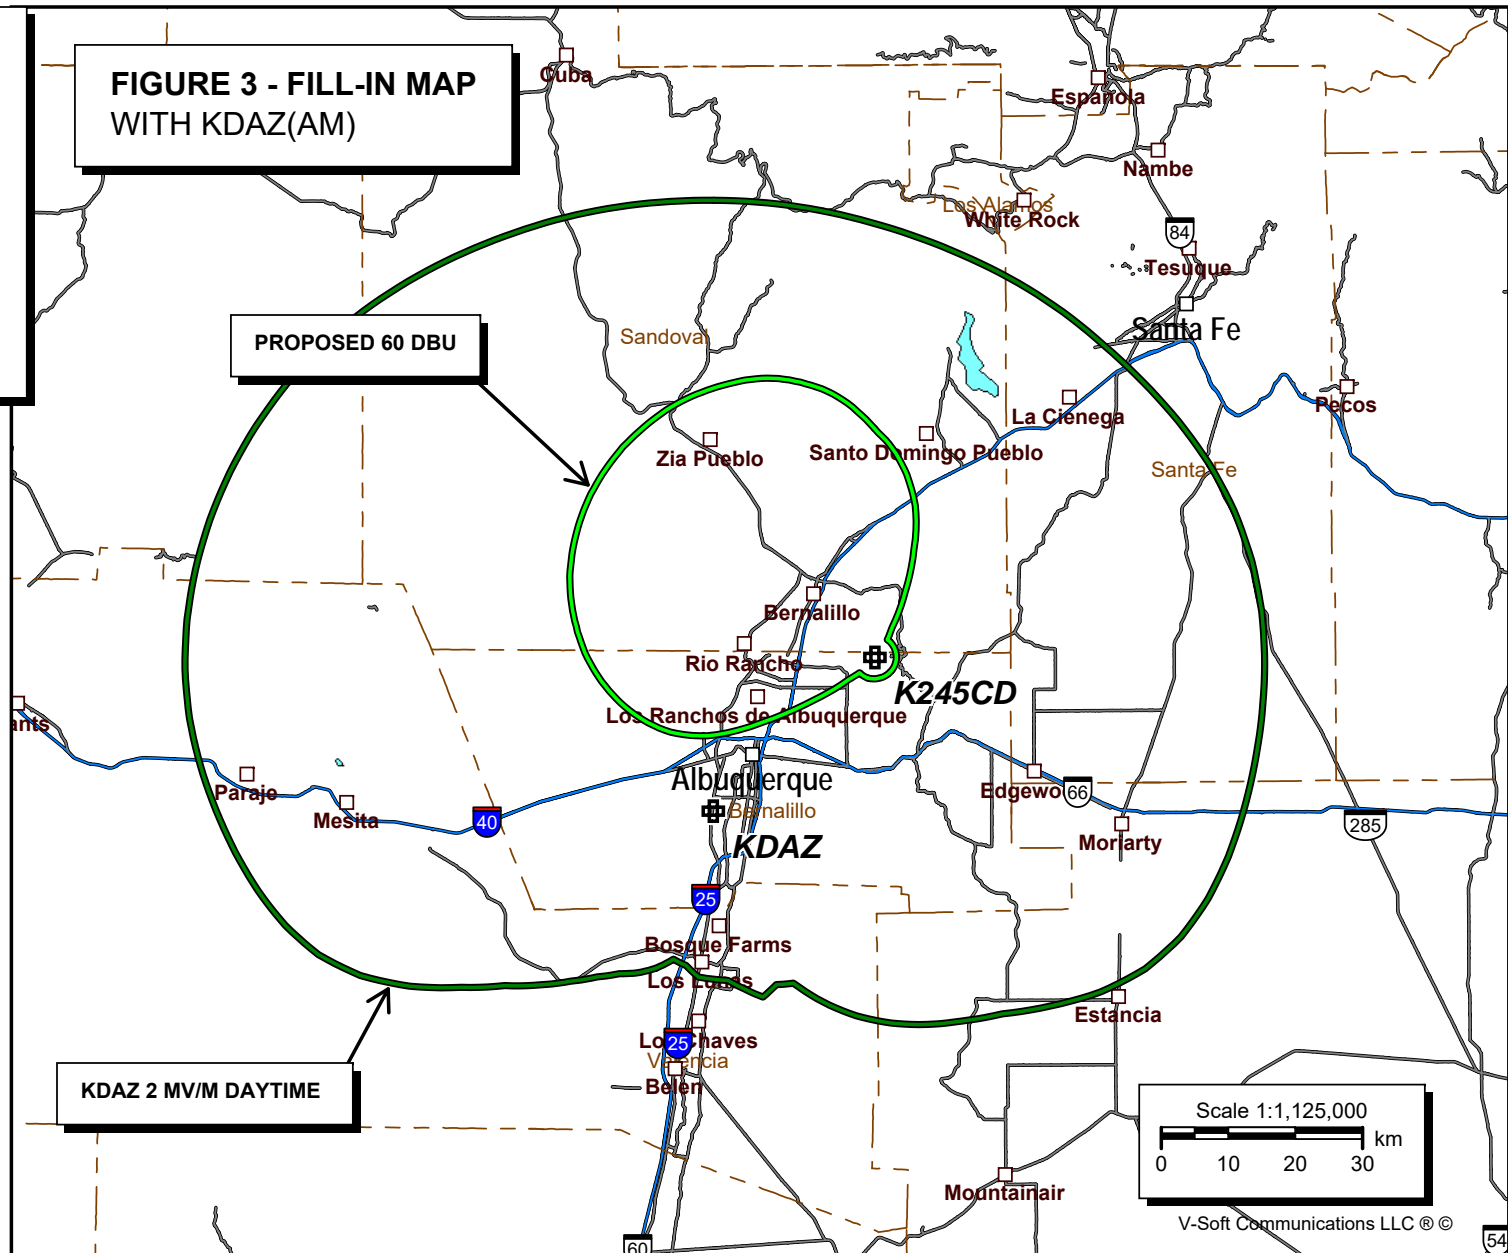 FIGURE 3 - FILL-IN MAP
WITH KDAZ(AM)
Cuba
Española
Nambe
Los Alamos
White Rock
84
Tesuque
Santa Fe
PROPOSED 60 DBU
Sandoval
La Cienega
Pecos
Zia Pueblo
Santo Domingo Pueblo
Santa Fe
Bernalillo
Rio Rancho
K245CD
Los Ranchos de Albuquerque
ants
Albuquerque
Paraje
Mesita
40
Bernalillo
Edgewo
66
285
Moriarty
KDAZ
25
Bosque Farms
Los Lunas
Estancia
Los Chaves
25
Valencia
Belen
KDAZ 2 MV/M DAYTIME
Scale 1:1,125,000
km
0 10 20 30
Mountainair
V-Soft Communications LLC ® ©
60
54